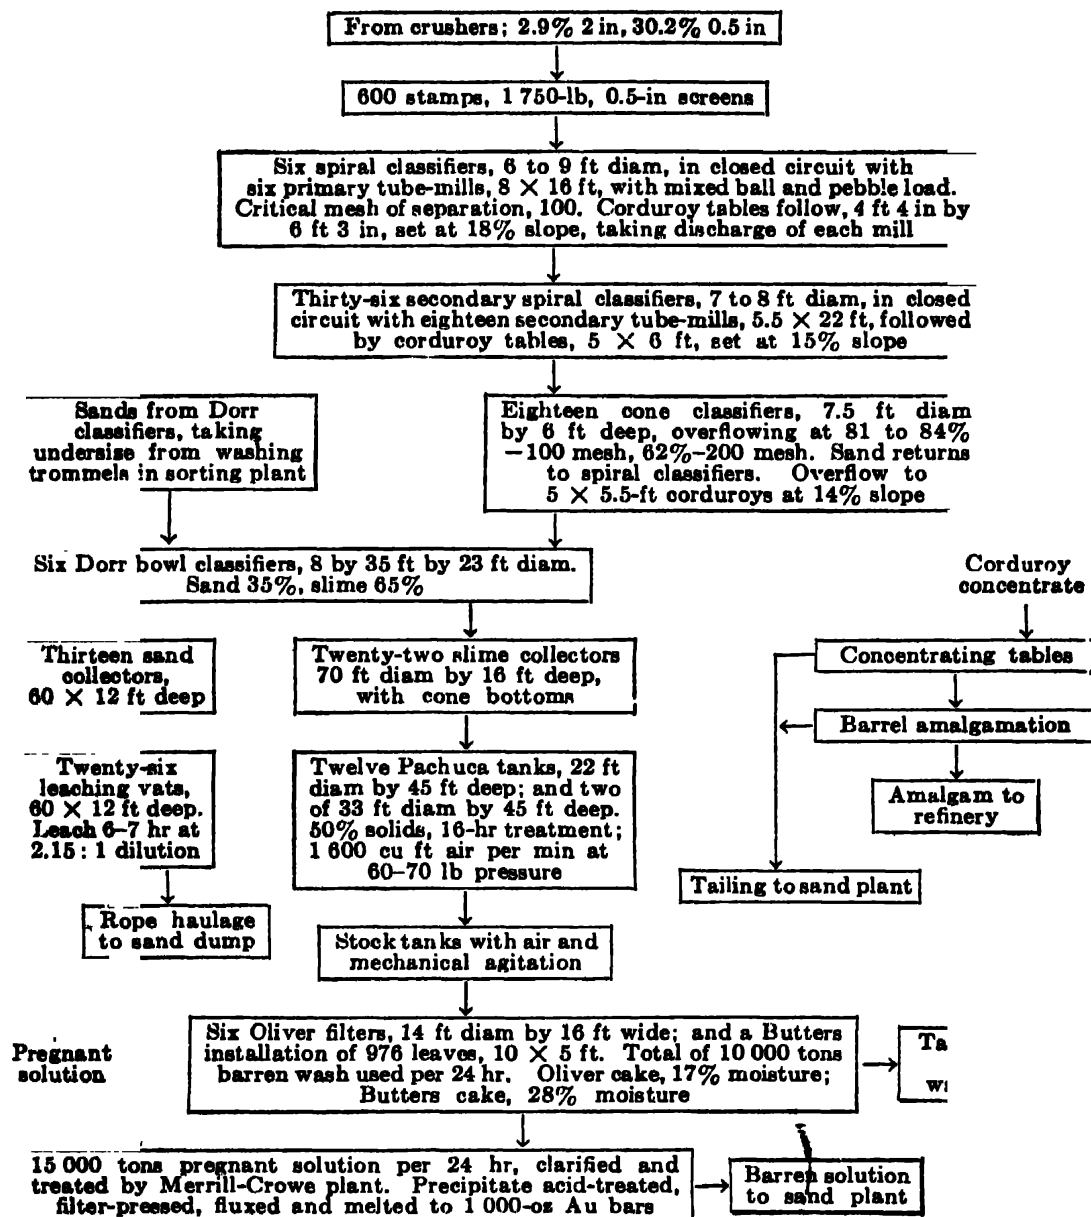 From crushers; 2.9% 2 in, 30.2% 0.5 in
600 stamps, 1 750-lb, 0.5-in screens
Six spiral classifiers, 6 to 9 ft diam, in closed circuit with
six primary tube-mills, 8 × 16 ft, with mixed ball and pebble load.
Critical mesh of separation, 100. Corduroy tables follow, 4 ft 4 in by
6 ft 3 in, set at 18% slope, taking discharge of each mill
Thirty-six secondary spiral classifiers, 7 to 8 ft diam, in closed
circuit with eighteen secondary tube-mills, 5.5 × 22 ft, followed
by corduroy tables, 5 × 6 ft, set at 15% slope
Sands from Dorr
classifiers, taking
undersize from washing
trommels in sorting plant
Eighteen cone classifiers, 7.5 ft diam
by 6 ft deep, overflowing at 81 to 84%
−100 mesh, 62%-200 mesh. Sand returns
to spiral classifiers. Overflow to
5 × 5.5-ft corduroys at 14% slope
Six Dorr bowl classifiers, 8 by 35 ft by 23 ft diam.
Sand 35%, slime 65%
Corduroy
concentrate
Thirteen sand
collectors,
60 × 12 ft deep
Twenty-two slime collectors
70 ft diam by 16 ft deep,
with cone bottoms
Concentrating tables
Barrel amalgamation
Amalgam to
refinery
Tailing to sand plant
Twenty-six
leaching vats,
60 × 12 ft deep.
Leach 6–7 hr at
2.15 : 1 dilution
Twelve Pachuca tanks, 22 ft
diam by 45 ft deep; and two
of 33 ft diam by 45 ft deep.
50% solids, 16-hr treatment;
1 600 cu ft air per min at
60–70 lb pressure
Rope haulage
to sand dump
Stock tanks with air and
mechanical agitation
Pregnant
solution
Six Oliver filters, 14 ft diam by 16 ft wide; and a Butters
installation of 976 leaves, 10 × 5 ft. Total of 10 000 tons
barren wash used per 24 hr. Oliver cake, 17% moisture;
Butters cake, 28% moisture
Ta
15 000 tons pregnant solution per 24 hr, clarified and
treated by Merrill-Crowe plant. Precipitate acid-treated,
filter-pressed, fluxed and melted to 1 000-oz Au bars
Barren solution
to sand plant